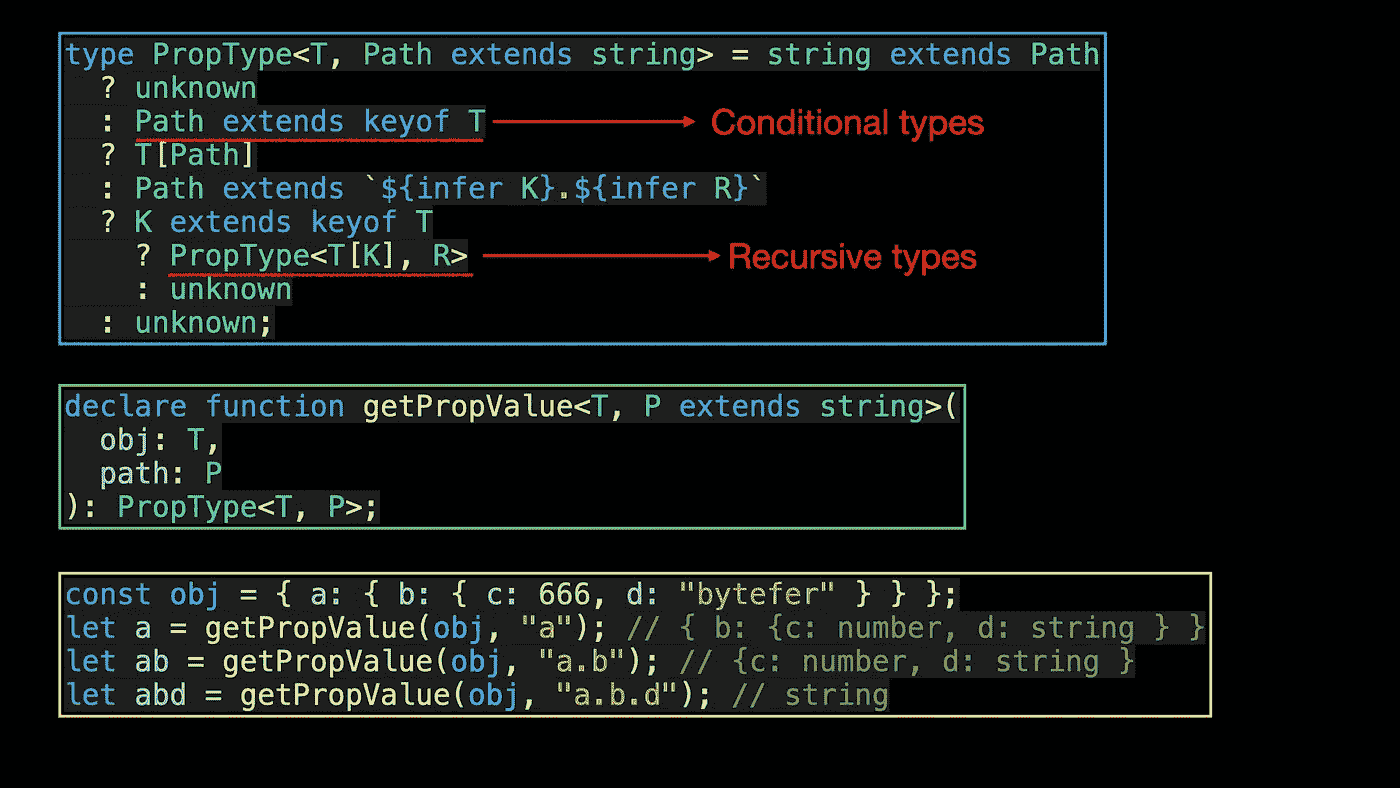 type PropType<T, Path extends string> = string extends Path
  ? unknown
  : Path extends keyof T → Conditional types
  ? T[Path]
  : Path extends `${infer K}.${infer R}`
  ? K extends keyof T
    ? PropType<T[K], R> → Recursive types
    : unknown
  : unknown;
declare function getPropValue<T, P extends string>(
  obj: T,
  path: P
): PropType<T, P>;
const obj = { a: { b: { c: 666, d: "bytefer" } } };
let a = getPropValue(obj, "a"); // { b: {c: number, d: string } }
let ab = getPropValue(obj, "a.b"); // {c: number, d: string }
let abd = getPropValue(obj, "a.b.d"); // string